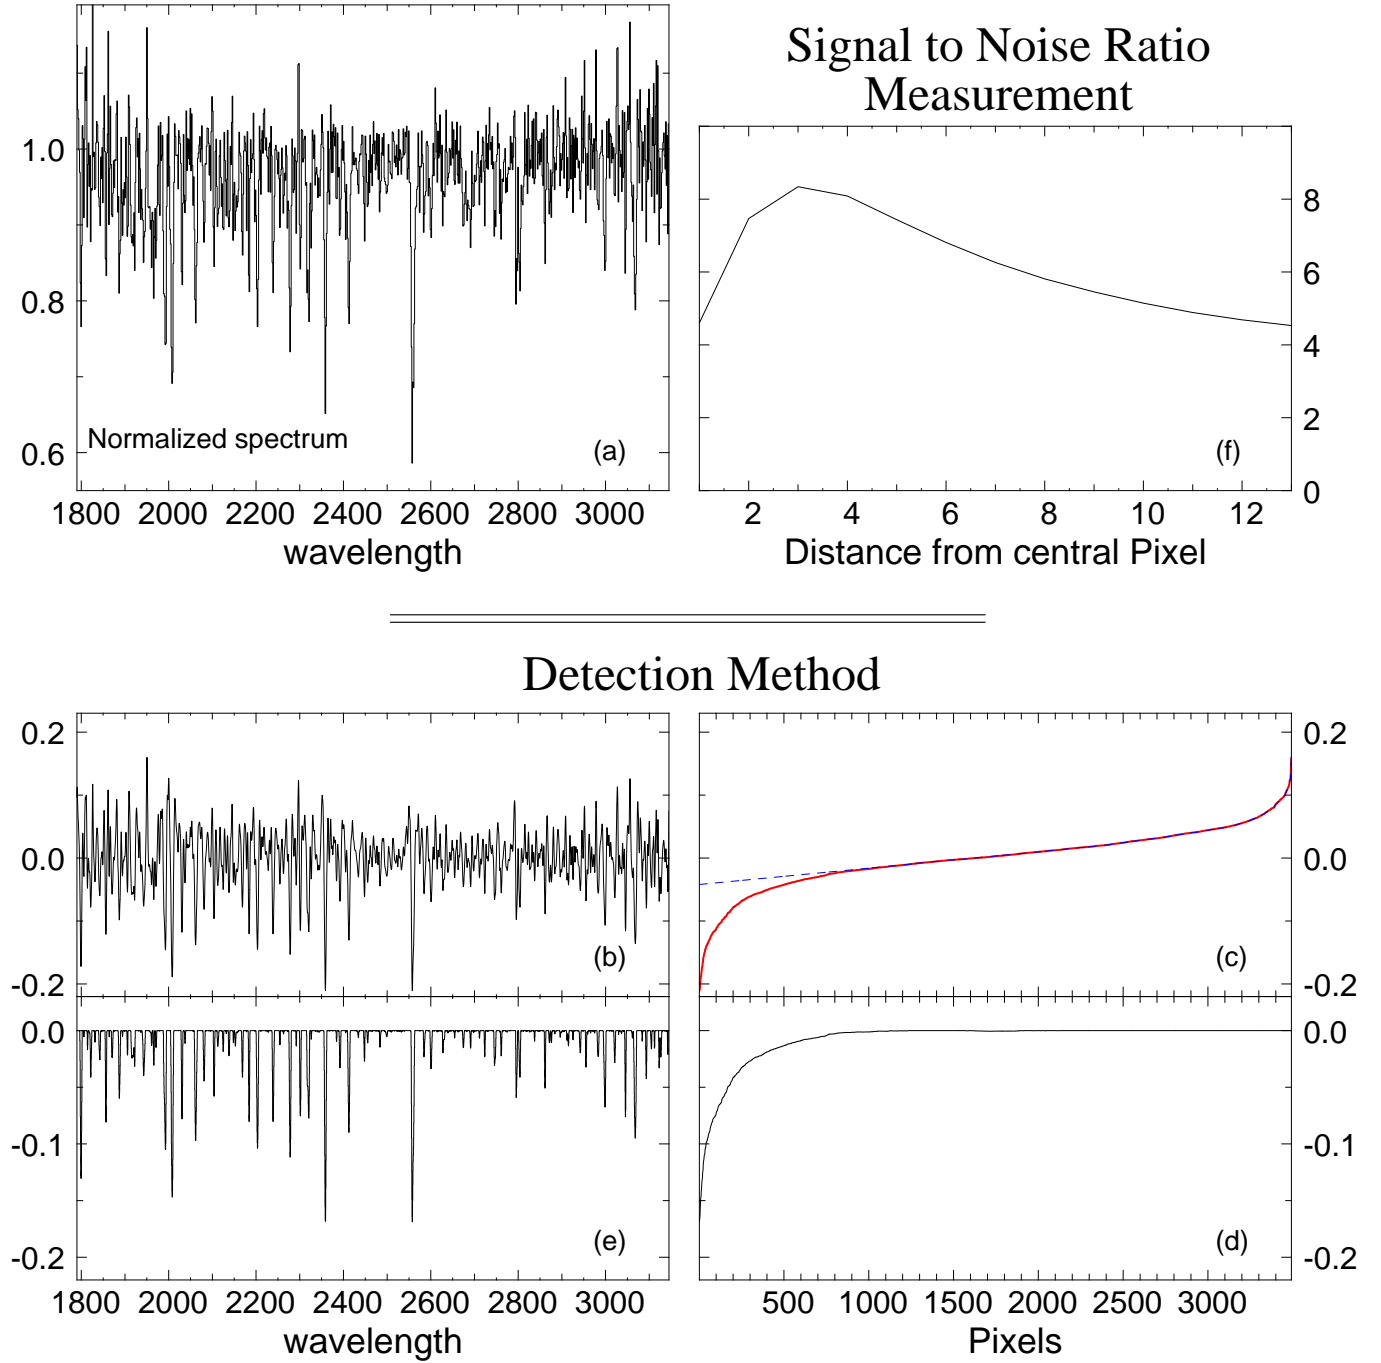 Signal to Noise Ratio
Measurement
1.0
0.8
0.6
Normalized spectrum
(a)
1800 2000 2200 2400 2600 2800 3000
wavelength
8
6
4
2
0
(f)
2 4 6 8 10 12
Distance from central Pixel
Detection Method
0.2
0.0
-0.2
(b)
0.2
0.0
-0.2
(c)
0.0
-0.1
-0.2
(e)
1800 2000 2200 2400 2600 2800 3000
wavelength
0.0
-0.1
-0.2
(d)
500 1000 1500 2000 2500 3000
Pixels